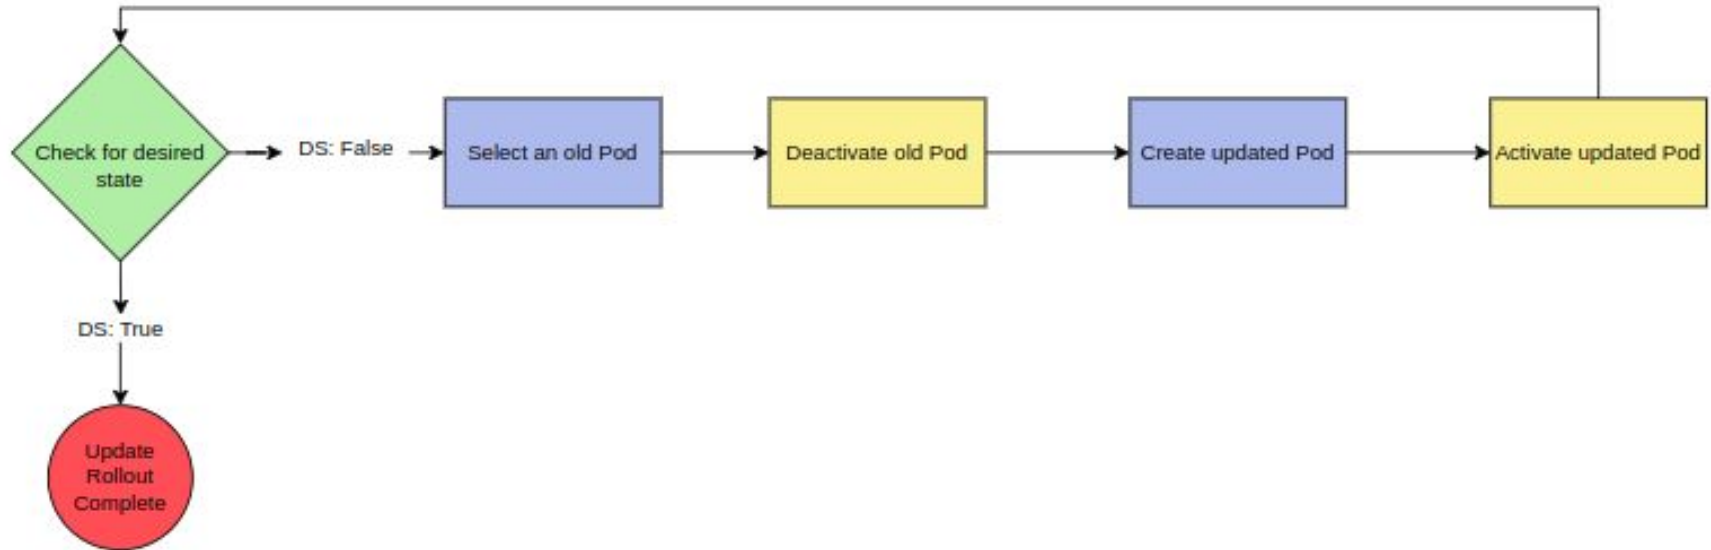 Check for desired
state
DS: False
Select an old Pod
Deactivate old Pod
Create updated Pod
Activate updated Pod
DS: True
Update
Rollout
Complete